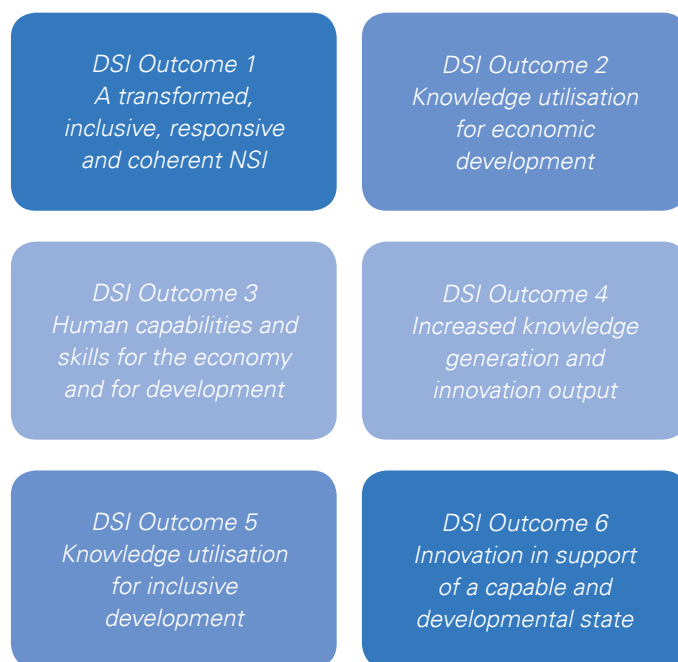 DSI Outcome 1
A transformed,
inclusive, responsive
and coherent NSI
DSI Outcome 2
Knowledge utilisation
for economic
development
DSI Outcome 3
Human capabilities and
skills for the economy
and for development
DSI Outcome 4
Increased knowledge
generation and
innovation output
DSI Outcome 5
Knowledge utilisation
for inclusive
development
DSI Outcome 6
Innovation in support
of a capable and
developmental state